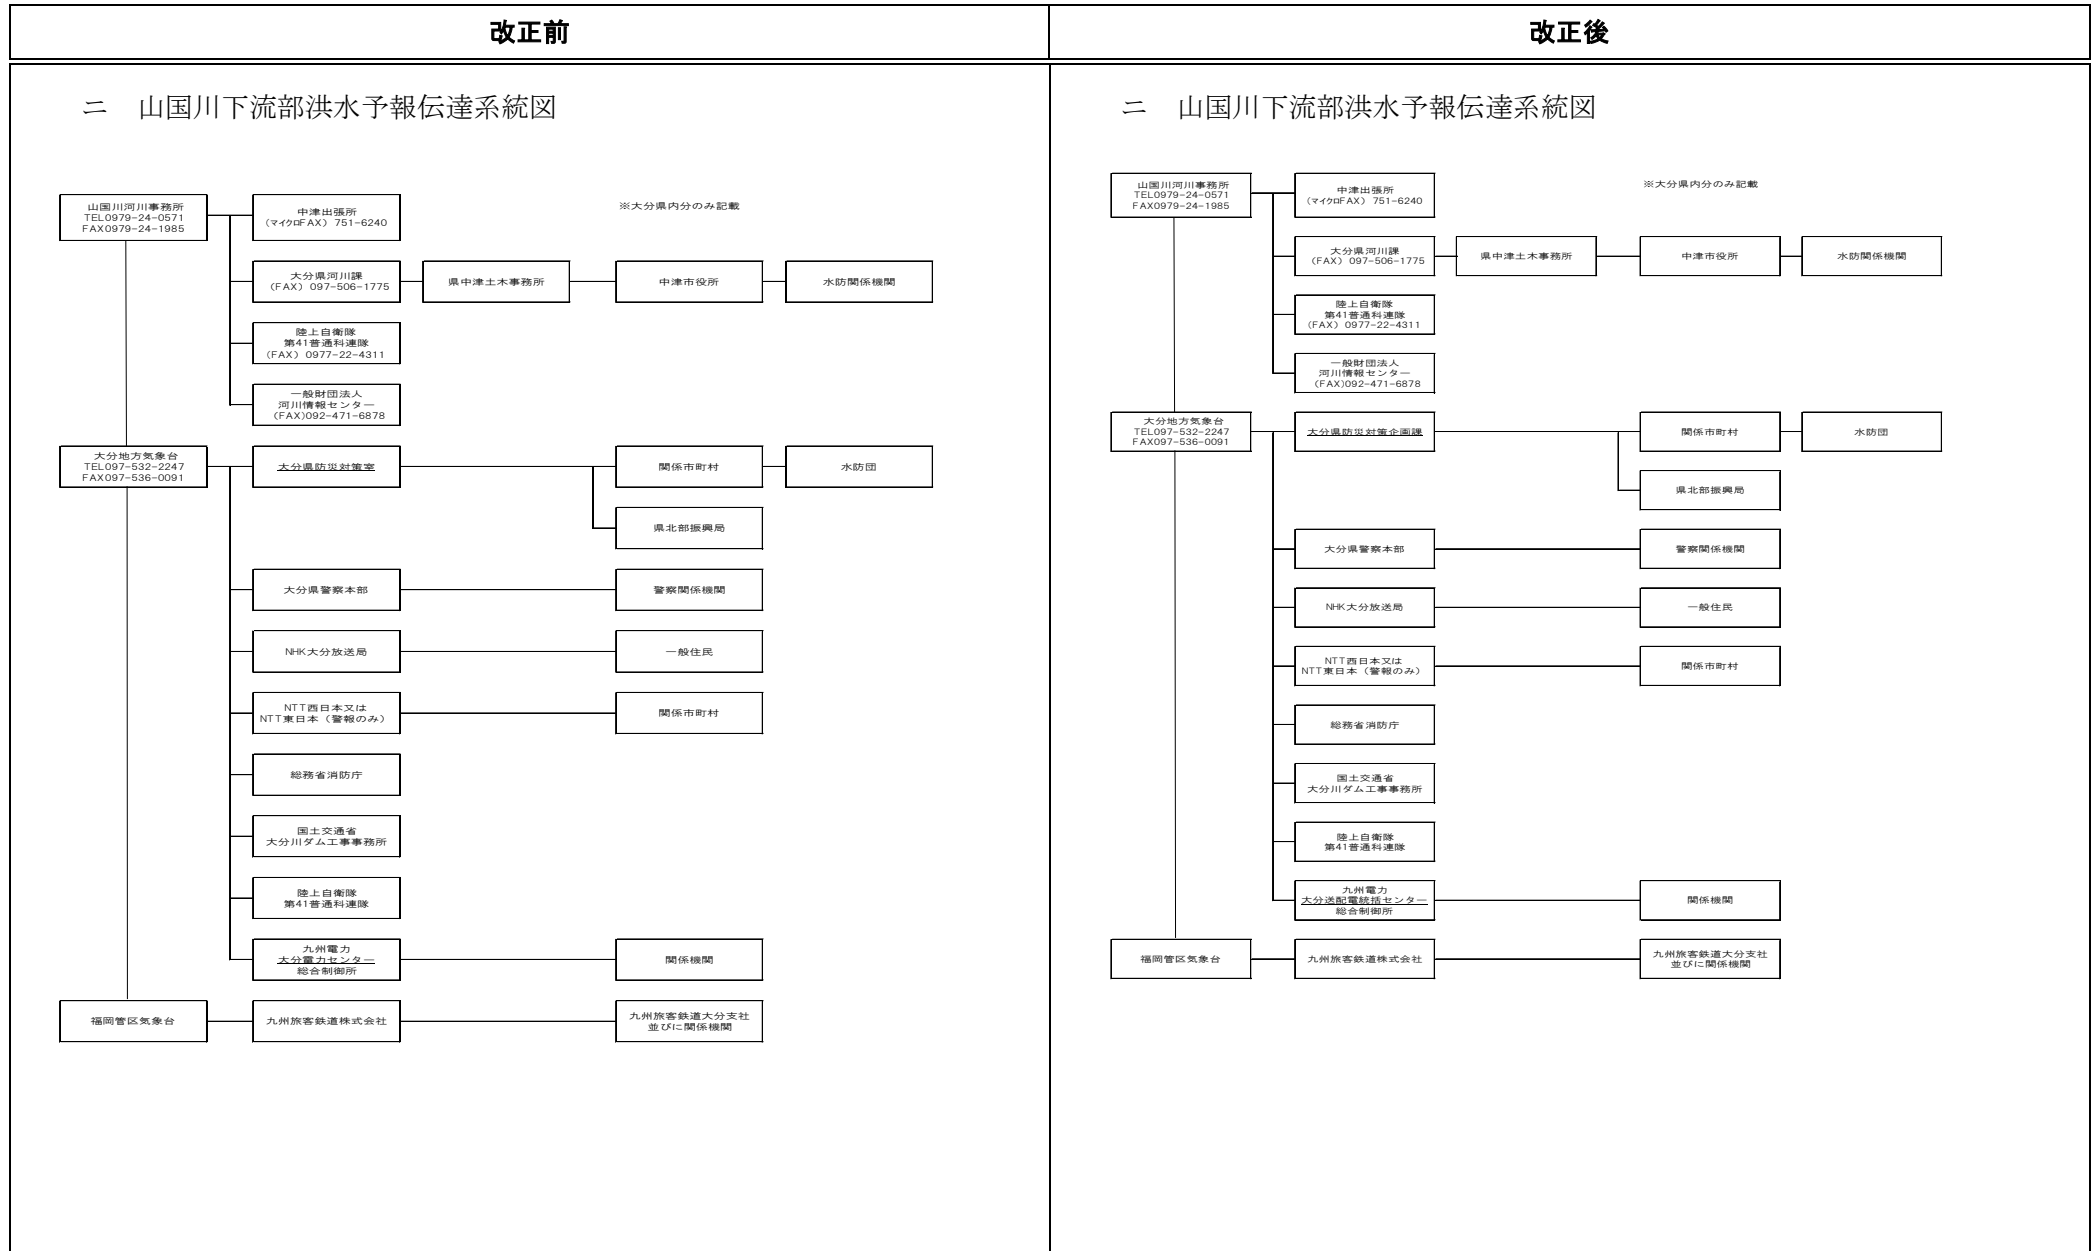 改正前
改正後
ニ　山国川下流部洪水予報伝達系統図
山国川河川事務所
TEL0979-24-0571
FAX0979-24-1985
中津出張所
(マイクロFAX) 751-6240
※大分県内分のみ記載
大分県河川課
(FAX) 097-506-1775
県中津土木事務所
中津市役所
水防関係機関
陸上自衛隊
第41普通科連隊
(FAX) 0977-22-4311
一般財団法人
河川情報センター
(FAX)092-471-6878
大分地方気象台
TEL097-532-2247
FAX097-536-0091
大分県防災対策室
関係市町村
水防団
県北部振興局
大分県警察本部
警察関係機関
NHK大分放送局
一般住民
NTT西日本又は
NTT東日本（警報のみ）
関係市町村
総務省消防庁
国土交通省
大分川ダム工事事務所
陸上自衛隊
第41普通科連隊
九州電力
大分電力センター
総合制御所
関係機関
福岡管区気象台
九州旅客鉄道株式会社
九州旅客鉄道大分支社
並びに関係機関
ニ　山国川下流部洪水予報伝達系統図
山国川河川事務所
TEL0979-24-0571
FAX0979-24-1985
中津出張所
(マイクロFAX) 751-6240
※大分県内分のみ記載
大分県河川課
(FAX) 097-506-1775
県中津土木事務所
中津市役所
水防関係機関
陸上自衛隊
第41普通科連隊
(FAX) 0977-22-4311
一般財団法人
河川情報センター
(FAX)092-471-6878
大分地方気象台
TEL097-532-2247
FAX097-536-0091
大分県防災対策企画課
関係市町村
水防団
県北部振興局
大分県警察本部
警察関係機関
NHK大分放送局
一般住民
NTT西日本又は
NTT東日本（警報のみ）
関係市町村
総務省消防庁
国土交通省
大分川ダム工事事務所
陸上自衛隊
第41普通科連隊
九州電力
大分送配電統括センター
総合制御所
関係機関
福岡管区気象台
九州旅客鉄道株式会社
九州旅客鉄道大分支社
並びに関係機関